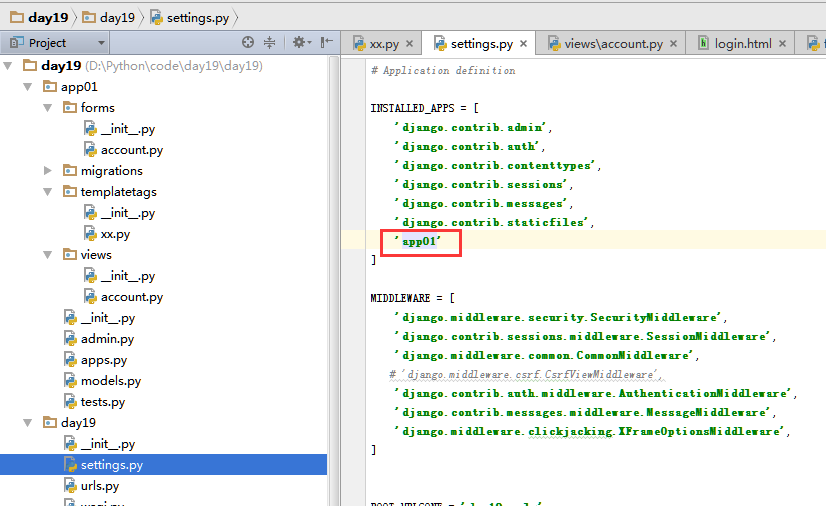 day19 day19 settings.py
Project
xx.py settings.py views\account.py login.html
day19 (D:\Python\code\day19\day19)
app01
forms
__init__.py
account.py
migrations
templatetags
__init__.py
xx.py
views
__init__.py
account.py
__init__.py
admin.py
apps.py
models.py
tests.py
day19
__init__.py
settings.py
urls.py
# Application definition
INSTALLED_APPS = [
'django.contrib.admin',
'django.contrib.auth',
'django.contrib.contenttypes',
'django.contrib.sessions',
'django.contrib.messages',
'django.contrib.staticfiles',
'app01'
]
MIDDLEWARE = [
'django.middleware.security.SecurityMiddleware',
'django.contrib.sessions.middleware.SessionMiddleware',
'django.middleware.common.CommonMiddleware',
# 'django.middleware.csrf.CsrfViewMiddleware',
'django.contrib.auth.middleware.AuthenticationMiddleware',
'django.contrib.messages.middleware.MessageMiddleware',
'django.middleware.clickjacking.XFrameOptionsMiddleware',
]